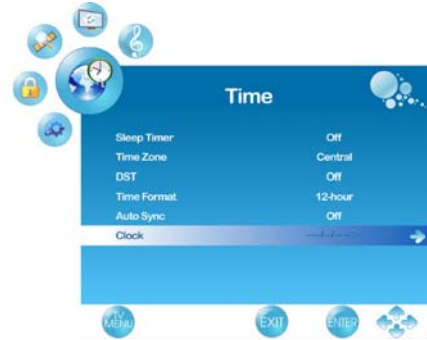 Time
Sleep Timer Off
Time Zone Central
DST Off
Time Format 12-hour
Auto Sync Off
Clock
TV MENU EXIT ENTER